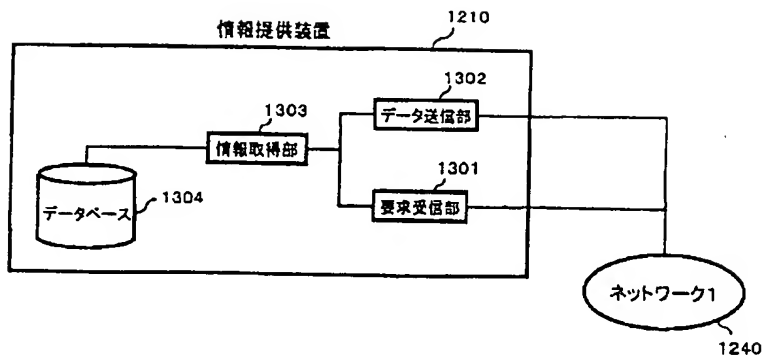 情報提供装置
1210
1302
データ送信部
1303
情報取得部
1301
要求受信部
1304
データベース
ネットワーク1
1240